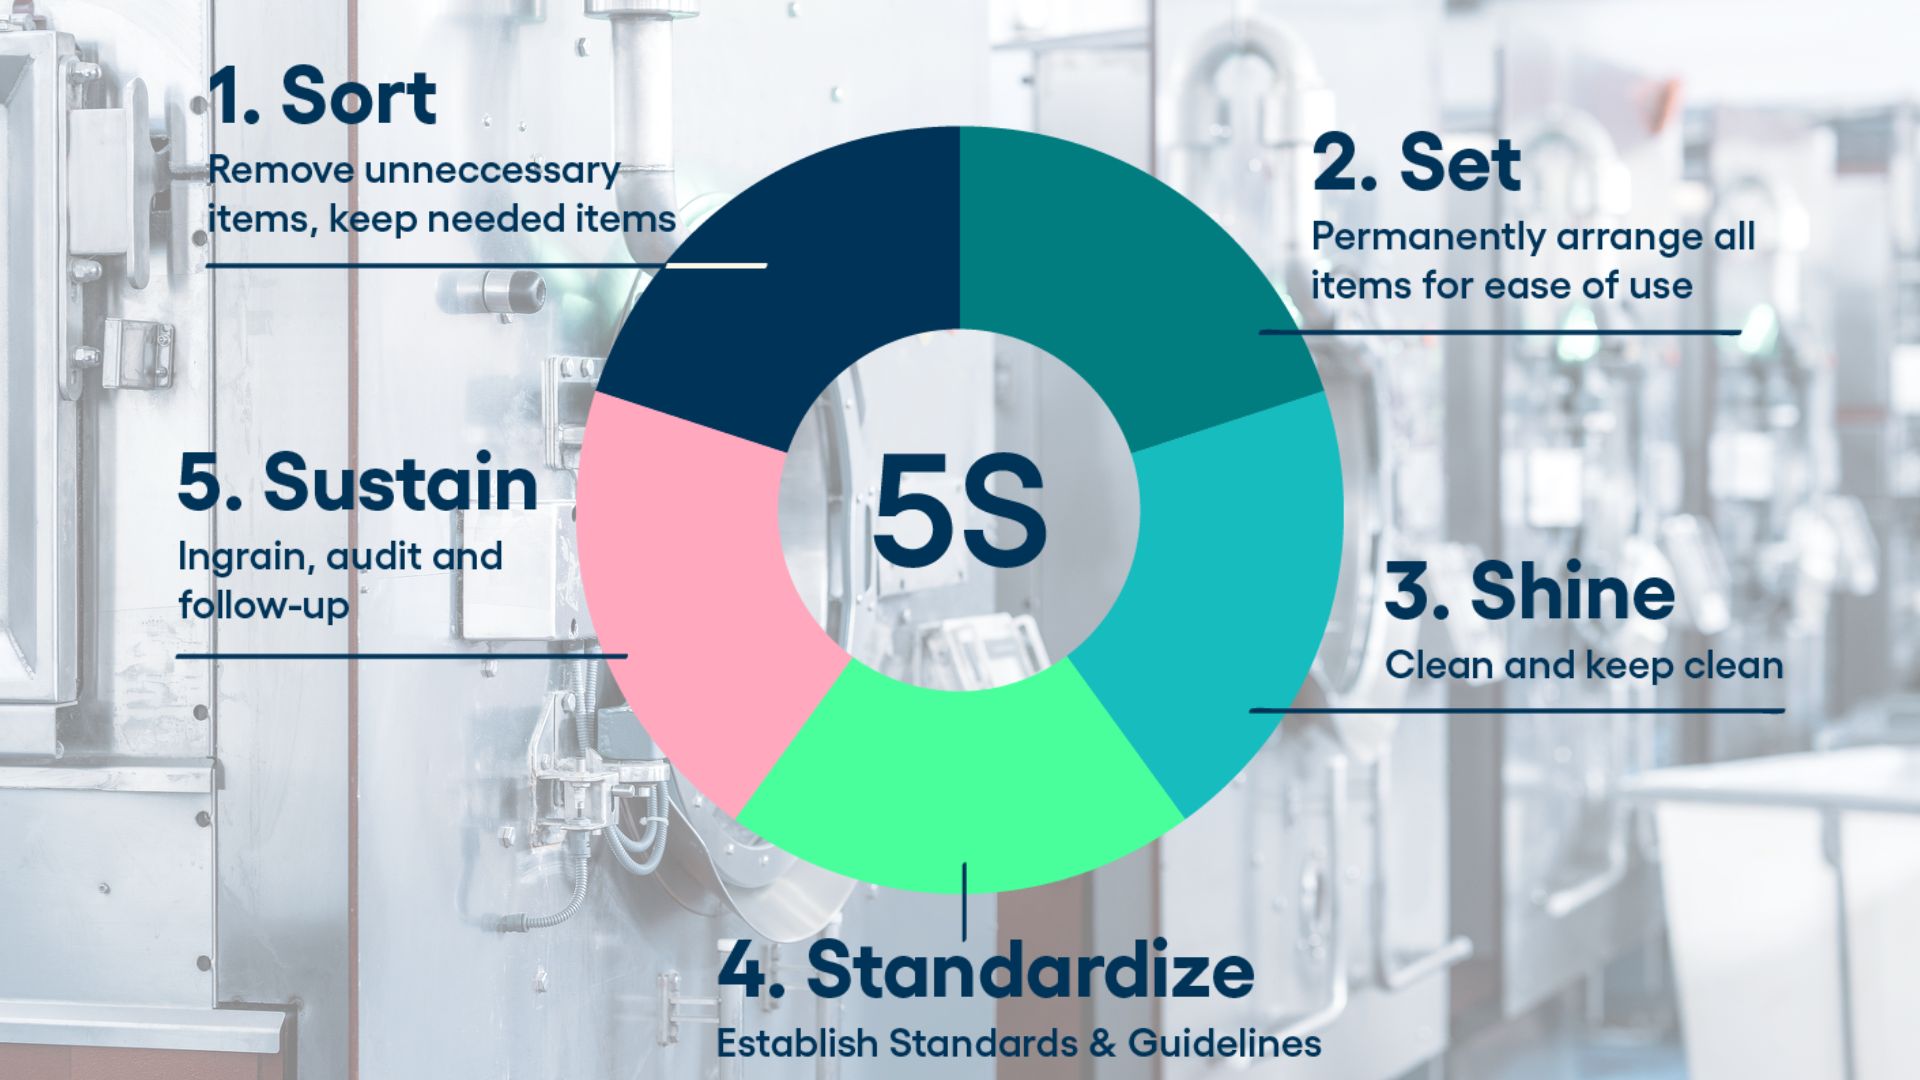 1. Sort
Remove unneccessary
items, keep needed items
2. Set
Permanently arrange all
items for ease of use
5S
5. Sustain
Ingrain, audit and
follow-up
3. Shine
Clean and keep clean
4. Standardize
Establish Standards & Guidelines